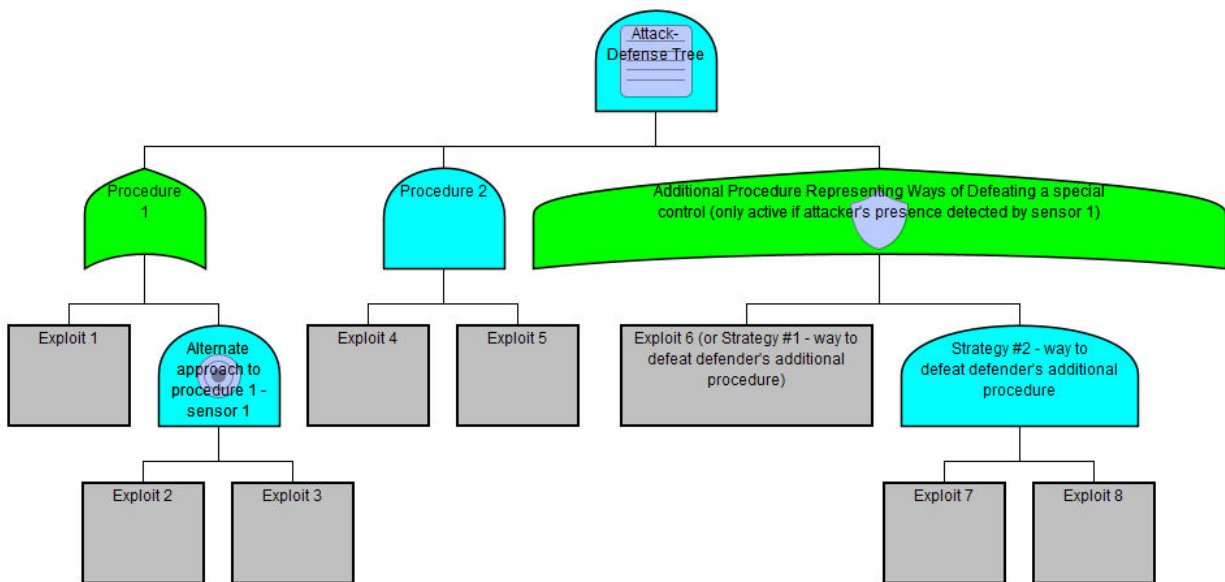 Attack-
Defense Tree
Procedure
1
Procedure 2
Additional Procedure Representing Ways of Defeating a special
control (only active if attacker's presence detected by sensor 1)
Exploit 1
Alternate
approach to
procedure 1 -
sensor 1
Exploit 4
Exploit 5
Exploit 6 (or Strategy #1 - way to
defeat defender's additional
procedure)
Strategy #2 - way to
defeat defender's additional
procedure
Exploit 2
Exploit 3
Exploit 7
Exploit 8